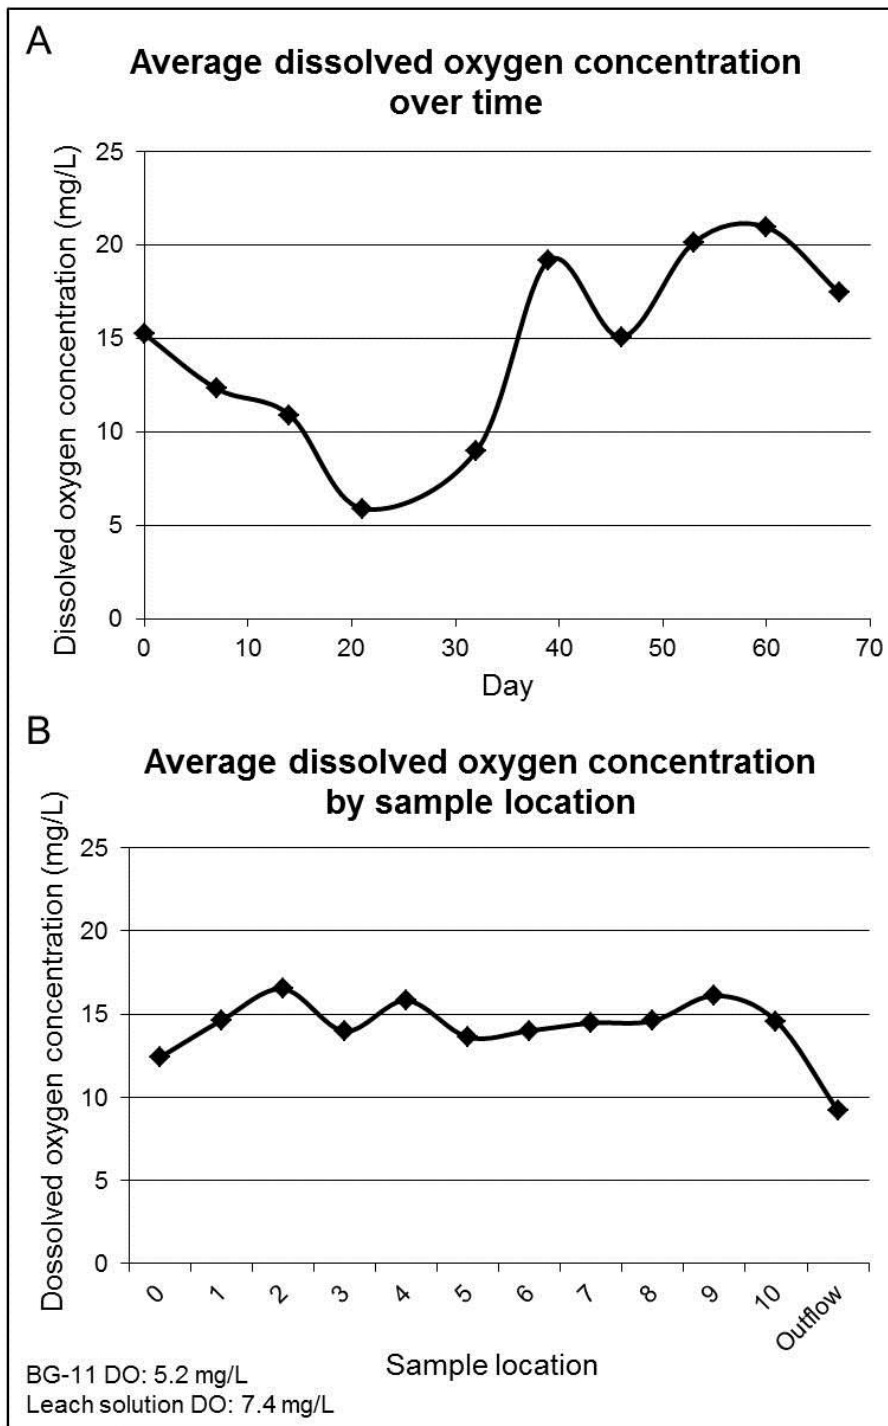 A
Average dissolved oxygen concentration
over time
Dissolved oxygen concentration (mg/L)
25
20
15
10
5
0
0 10 20 30 40 50 60 70
Day
B
Average dissolved oxygen concentration
by sample location
Dossolved oxygen concentration (mg/L)
25
20
15
10
5
0
0 1 2 3 4 5 6 7 8 9 10 Outflow
Sample location
BG-11 DO: 5.2 mg/L
Leach solution DO: 7.4 mg/L